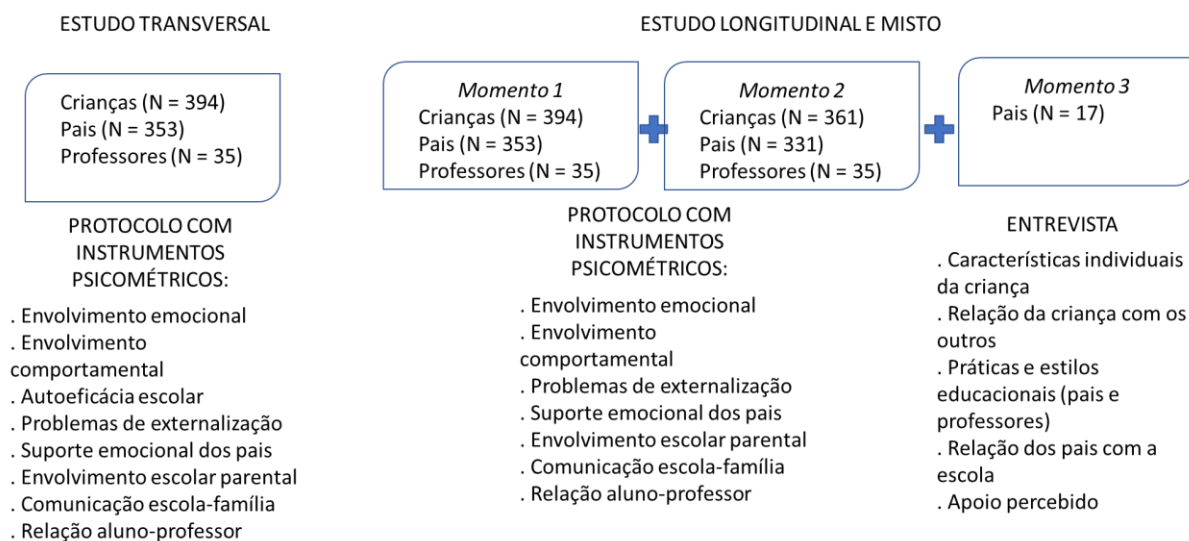 ESTUDO TRANSVERSAL
Crianças (N = 394)
Pais (N = 353)
Professores (N = 35)
PROTOCOLO COM
INSTRUMENTOS
PSICOMÉTRICOS:
. Envolvimento emocional
. Envolvimento
comportamental
. Autoeficácia escolar
. Problemas de externalização
. Suporte emocional dos pais
. Envolvimento escolar parental
. Comunicação escola-família
. Relação aluno-professor
ESTUDO LONGITUDINAL E MISTO
Momento 1
Crianças (N = 394)
Pais (N = 353)
Professores (N = 35)
Momento 2
Crianças (N = 361)
Pais (N = 331)
Professores (N = 35)
PROTOCOLO COM
INSTRUMENTOS
PSICOMÉTRICOS:
. Envolvimento emocional
. Envolvimento
comportamental
. Problemas de externalização
. Suporte emocional dos pais
. Envolvimento escolar parental
. Comunicação escola-família
. Relação aluno-professor
Momento 3
Pais (N = 17)
ENTREVISTA
. Características individuais
da criança
. Relação da criança com os
outros
. Práticas e estilos
educacionais (pais e
professores)
. Relação dos pais com a
escola
. Apoio percebido